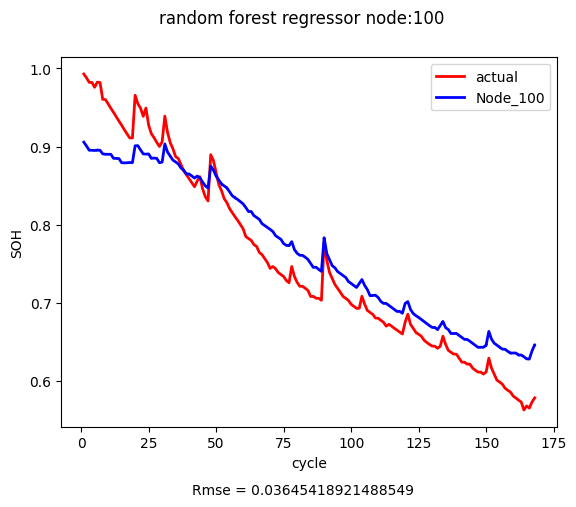 random forest regressor node:100
actual
Node_100
1.0
0.9
0.8
0.7
0.6
SOH
0
25
50
75
100
125
150
175
cycle
Rmse = 0.03645418921488549